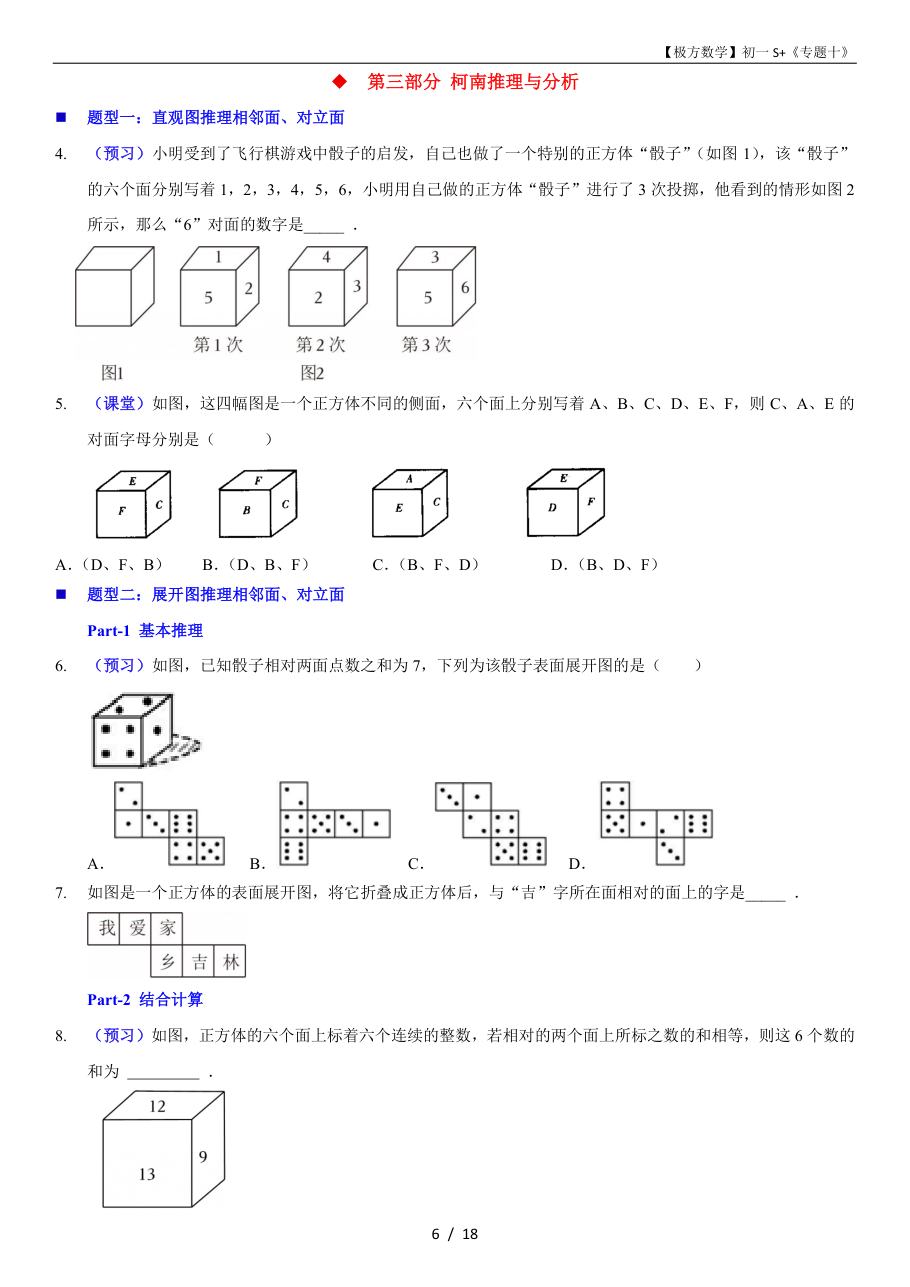 【极方数学】初一 S+《专题十》
◆ 第三部分 柯南推理与分析
■ 题型一：直观图推理相邻面、对立面
4. （预习）小明受到了飞行棋游戏中骰子的启发，自己也做了一个特别的正方体“骰子”（如图 1），该“骰子”
的六个面分别写着 1，2，3，4，5，6，小明用自己做的正方体“骰子”进行了 3 次投掷，他看到的情形如图 2
所示，那么“6”对面的数字是_____ ．
1 4 3
5 2 2 3 5 6
第 1 次 第 2 次 第 3 次
图1 图2
5. （课堂）如图，这四幅图是一个正方体不同的侧面，六个面上分别写着 A、B、C、D、E、F，则 C、A、E 的
对面字母分别是（ ）
E F A E
F C B C E C D F
A．（D、F、B） B．（D、B、F） C．（B、F、D） D．（B、D、F）
■ 题型二：展开图推理相邻面、对立面
Part-1 基本推理
6. （预习）如图，已知骰子相对两面点数之和为 7，下列为该骰子表面展开图的是（ ）
A． B． C． D．
7. 如图是一个正方体的表面展开图，将它折叠成正方体后，与“吉”字所在面相对的面上的字是_____ ．
我 爱 家
乡 吉 林
Part-2 结合计算
8. （预习）如图，正方体的六个面上标着六个连续的整数，若相对的两个面上所标之数的和相等，则这 6 个数的
和为 _________ ．
12
13 9
6 / 18